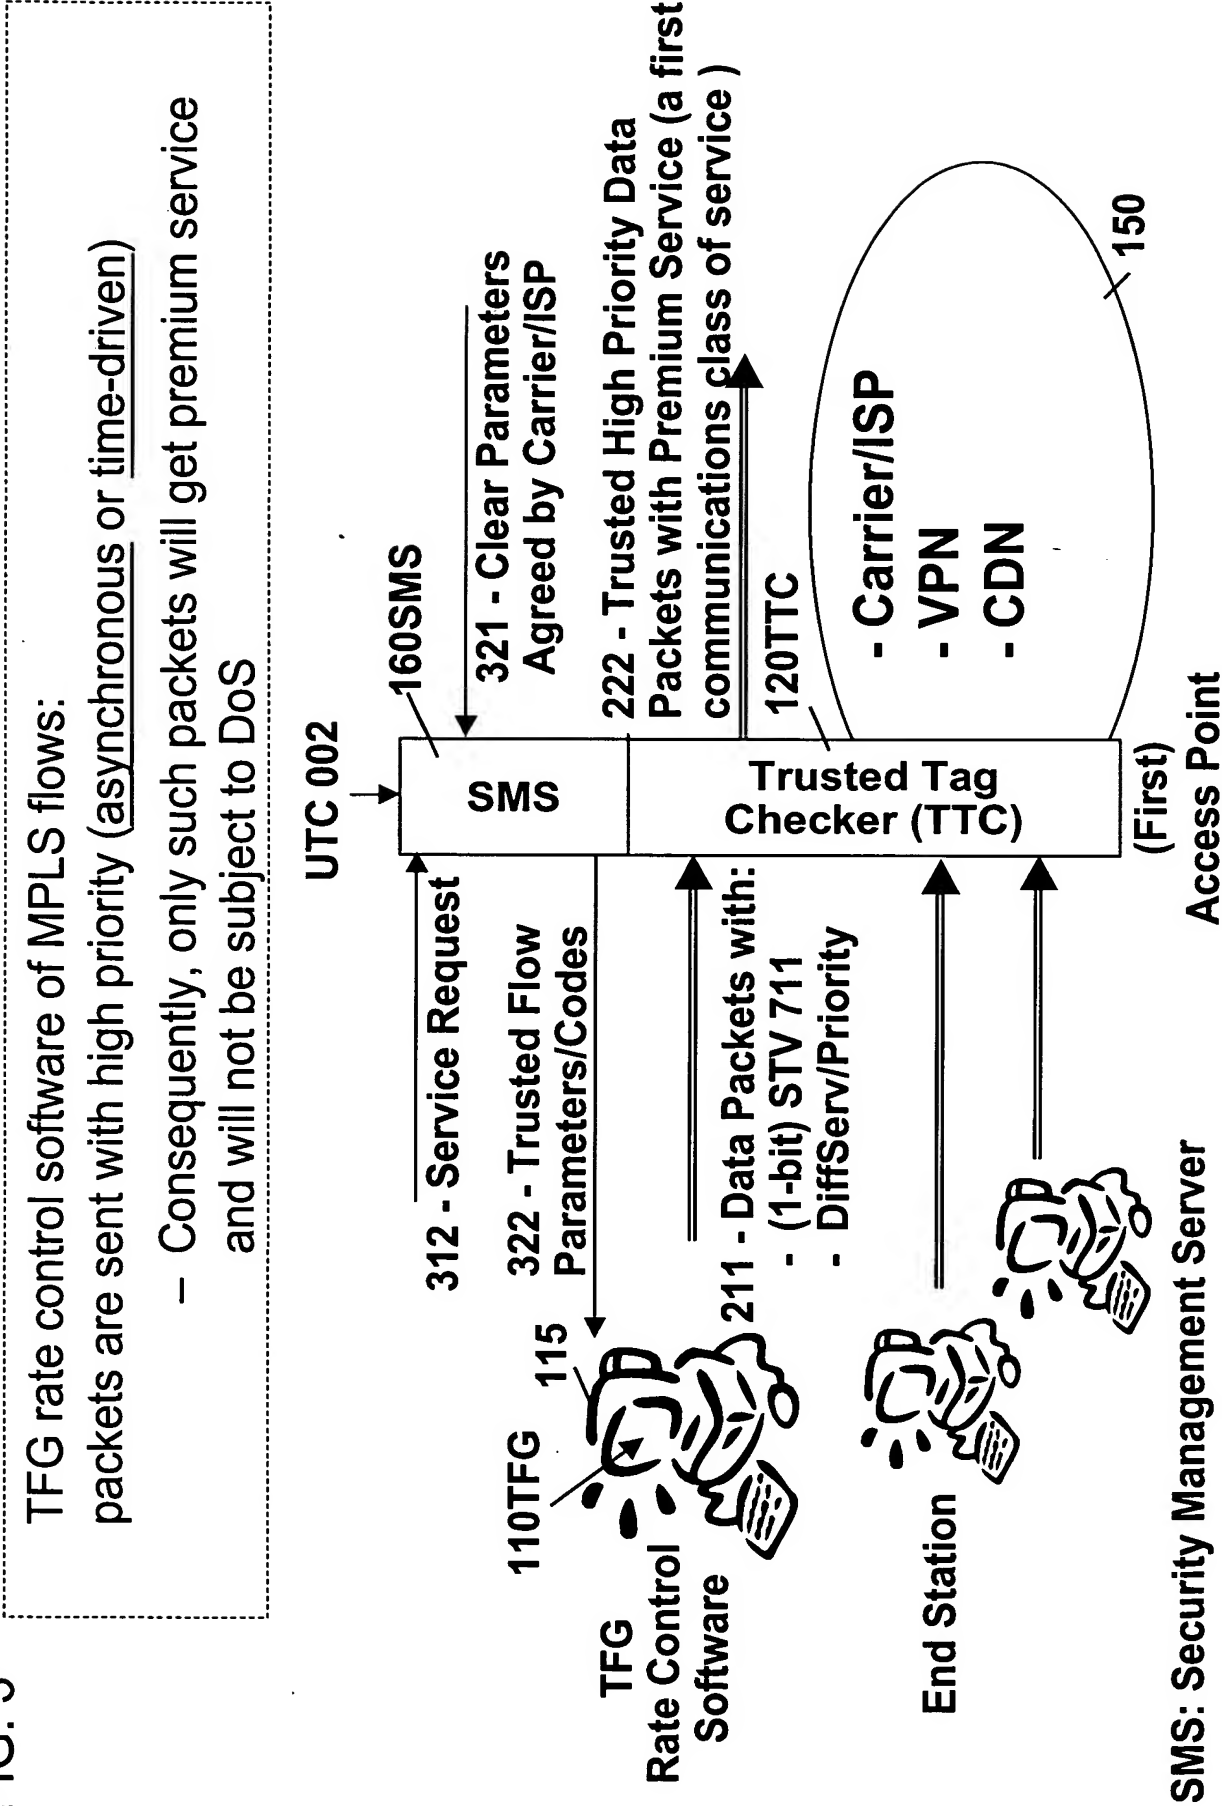 TFG rate control software of MPLS flows:
packets are sent with high priority (asynchronous or time-driven)
– Consequently, only such packets will get premium service
and will not be subject to DoS
UTC 002
160SMS
SMS
312 - Service Request
321 - Clear Parameters
Agreed by Carrier/ISP
322 - Trusted Flow
Parameters/Codes
222 - Trusted High Priority Data
Packets with Premium Service (a first
communications class of service )
115
110TFG
TFG
Rate Control
Software
211 - Data Packets with:
- (1-bit) STV 711
- DiffServ/Priority
120TTC
Trusted Tag
Checker (TTC)
- Carrier/ISP
- VPN
- CDN
150
End Station
(First)
Access Point
SMS: Security Management Server